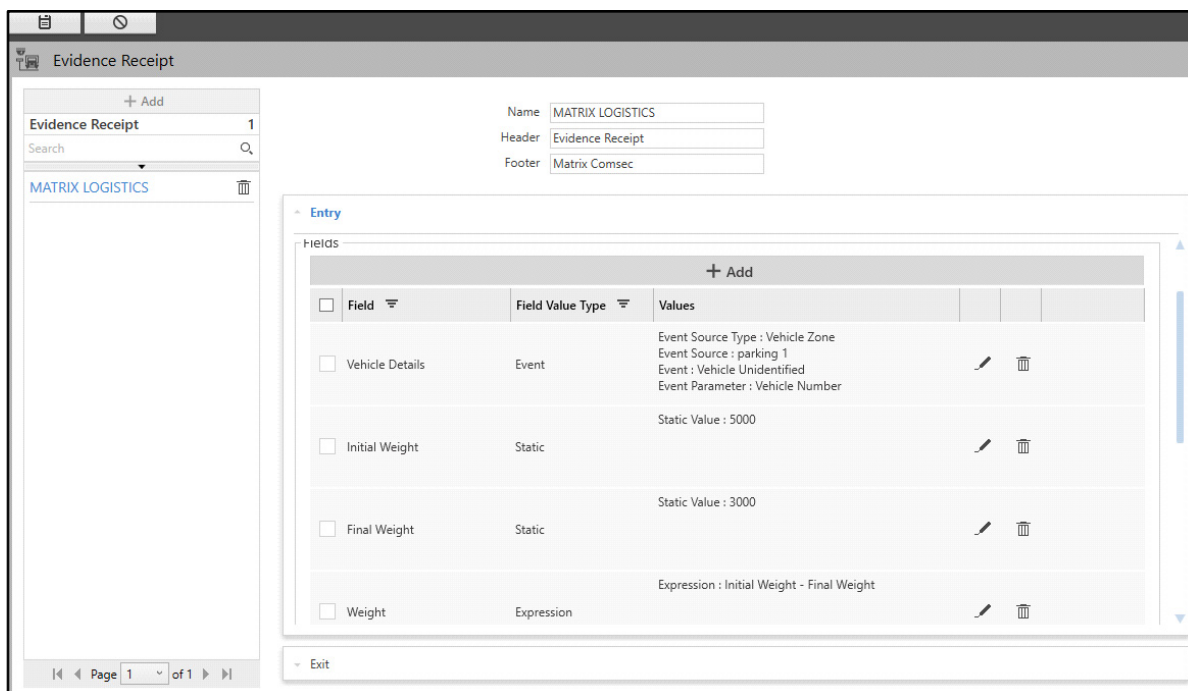 Evidence Receipt
+ Add
Evidence Receipt 1
Search
MATRIX LOGISTICS
Page 1 of 1
Name MATRIX LOGISTICS
Header Evidence Receipt
Footer Matrix Comsec
Entry
Fields
+ Add
Field Field Value Type Values
Vehicle Details Event
Event Source Type : Vehicle Zone
Event Source : parking 1
Event : Vehicle Unidentified
Event Parameter : Vehicle Number
Initial Weight Static
Static Value : 5000
Final Weight Static
Static Value : 3000
Weight Expression
Expression : Initial Weight - Final Weight
Exit